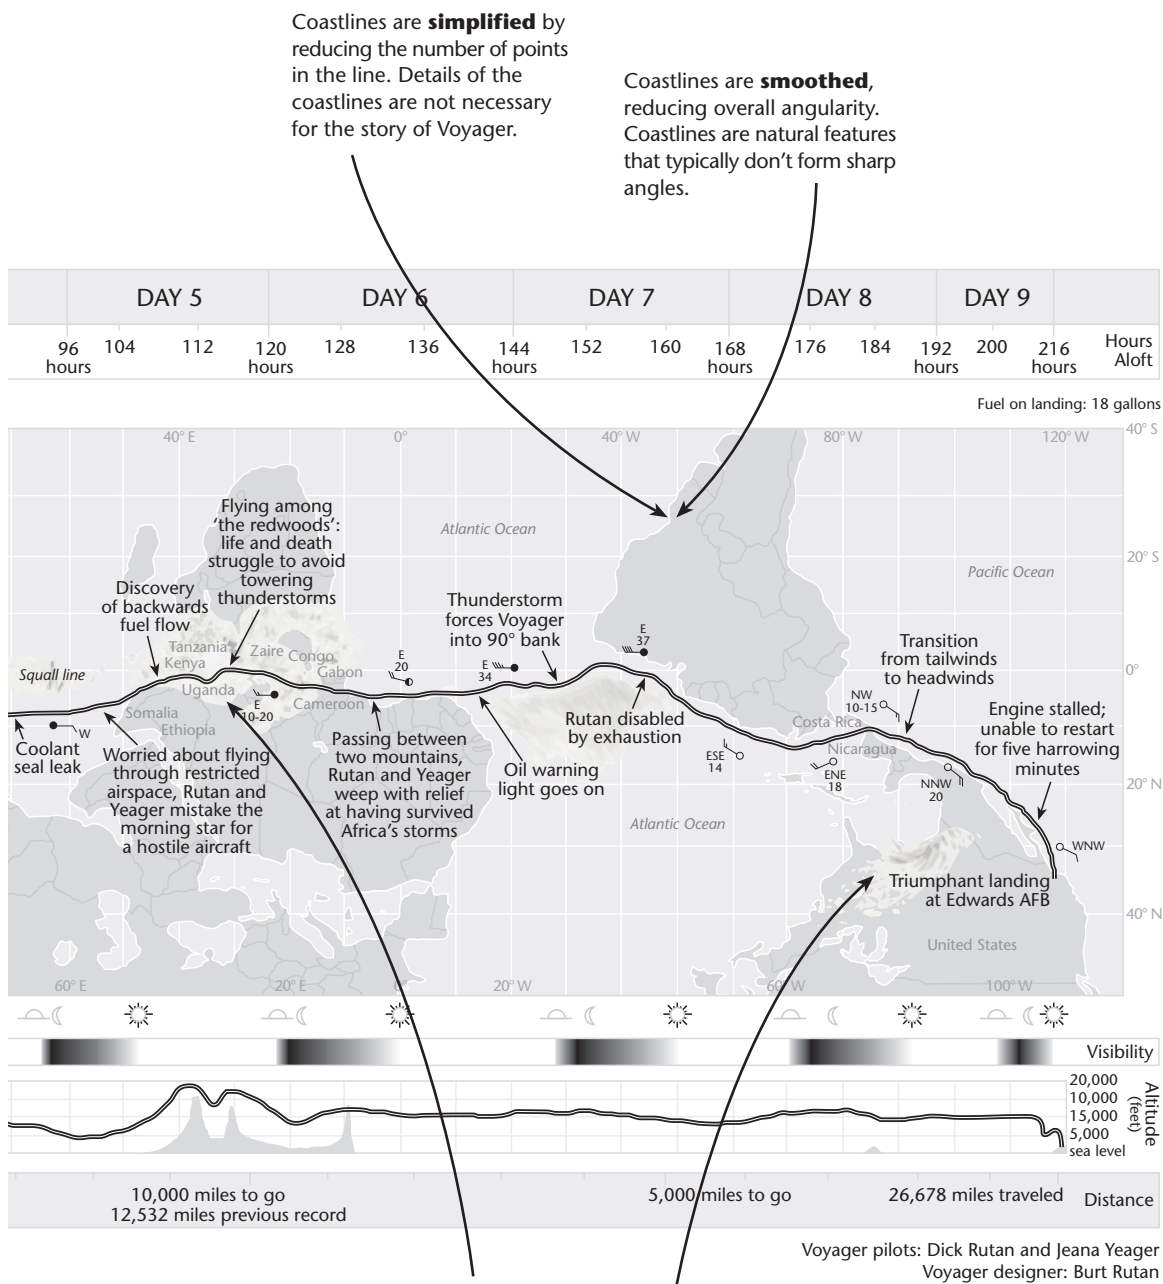 Coastlines are simplified by
reducing the number of points
in the line. Details of the
coastlines are not necessary
for the story of Voyager.
Coastlines are smoothed,
reducing overall angularity.
Coastlines are natural features
that typically don’t form sharp
angles.
DAY 5 DAY 6 DAY 7 DAY 8 DAY 9
96 hours 104 112 120 hours 128 136 144 hours 152 160 168 hours 176 184 192 hours 200 216 hours
Hours
Aloft
Fuel on landing: 18 gallons
40° E 0° 40° W 80° W 120° W 40° S
Flying among
‘the redwoods’:
life and death
struggle to avoid
towering
thunderstorms
Atlantic Ocean
20° S
Pacific Ocean
Discovery
of backwards
fuel flow
Thunderstorm
forces Voyager
into 90° bank
E
37
Transition
from tailwinds
to headwinds
Tanzania
Kenya
Zaire
Congo
Gabon
E
20
E
34
0°
Squall line
Uganda
E
10-20
Cameroon
NW
10-15
Somalia
Ethiopia
W
Costa Rica
Nicaragua
Rutan disabled
by exhaustion
Engine stalled;
unable to restart
for five harrowing
minutes
Coolant
seal leak
Worried about flying
through restricted
airspace, Rutan and
Yeager mistake the
morning star for
a hostile aircraft
Passing between
two mountains,
Rutan and Yeager
weep with relief
at having survived
Africa’s storms
Oil warning
light goes on
ESE
14
ENE
18
NNW
20
20° N
Atlantic Ocean
WNW
Triumphant landing
at Edwards AFB
40° N
United States
60° E 20° E 0° 20° W 60° W 100° W
Visibility
20,000
10,000
15,000
5,000
sea level
Altitude
(feet)
10,000 miles to go
12,532 miles previous record
5,000 miles to go
26,678 miles traveled
Distance
Voyager pilots: Dick Rutan and Jeana Yeager
Voyager designer: Burt Rutan